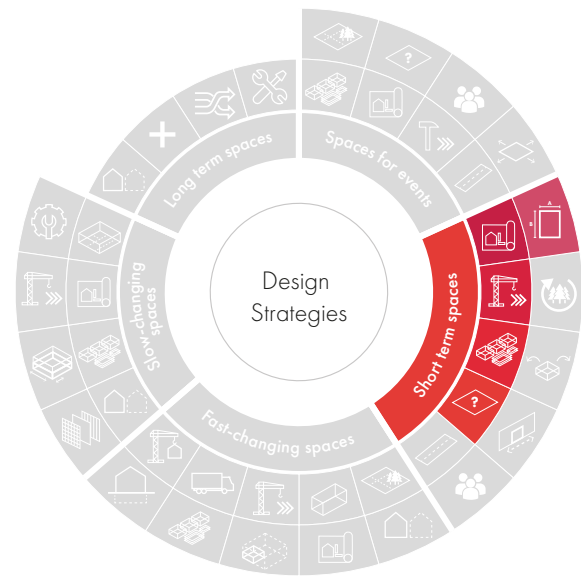 Spaces for events
Long term spaces
Design
Strategies
Short term spaces
Slow-changing
spaces
Fast-changing spaces
?
?
A
B